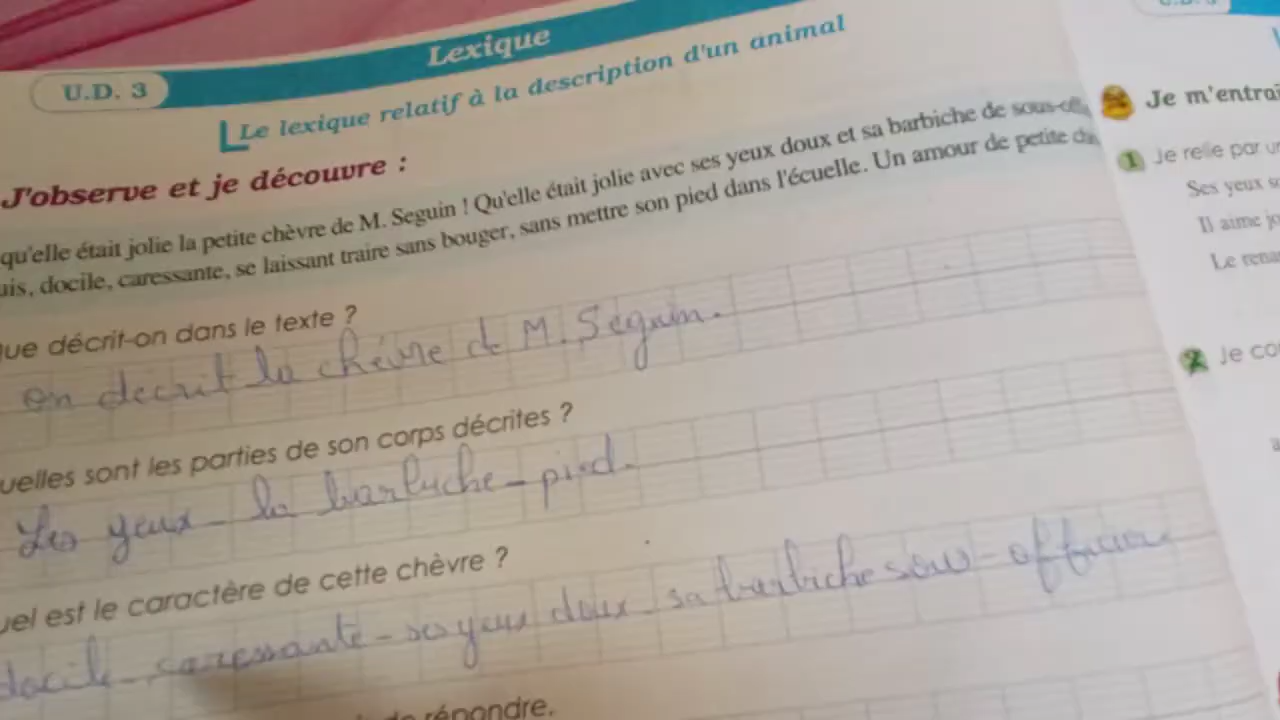 Lexique
U.D. 3
Le lexique relatif à la description d'un animal
J'observe et je découvre :
qu'elle était jolie la petite chèvre de M. Seguin ! Qu'elle était jolie avec ses yeux doux et sa barbiche de sous-
docile, caressante, se laissant traire sans bouger, sans mettre son pied dans l'écuelle. Un amour de petite
décrit-on dans le texte ?
On décrit la chèvre de M. Seguin.
sont les parties de son corps décrites ?
Les yeux - la barbiche - pied.
est le caractère de cette chèvre ?
docile - caressante - ses yeux doux - sa barbiche sous-officier
répondre.
Je m'entraî
1 Je relie par un
Ses yeux s
Il aime
Le rena
2 Je co